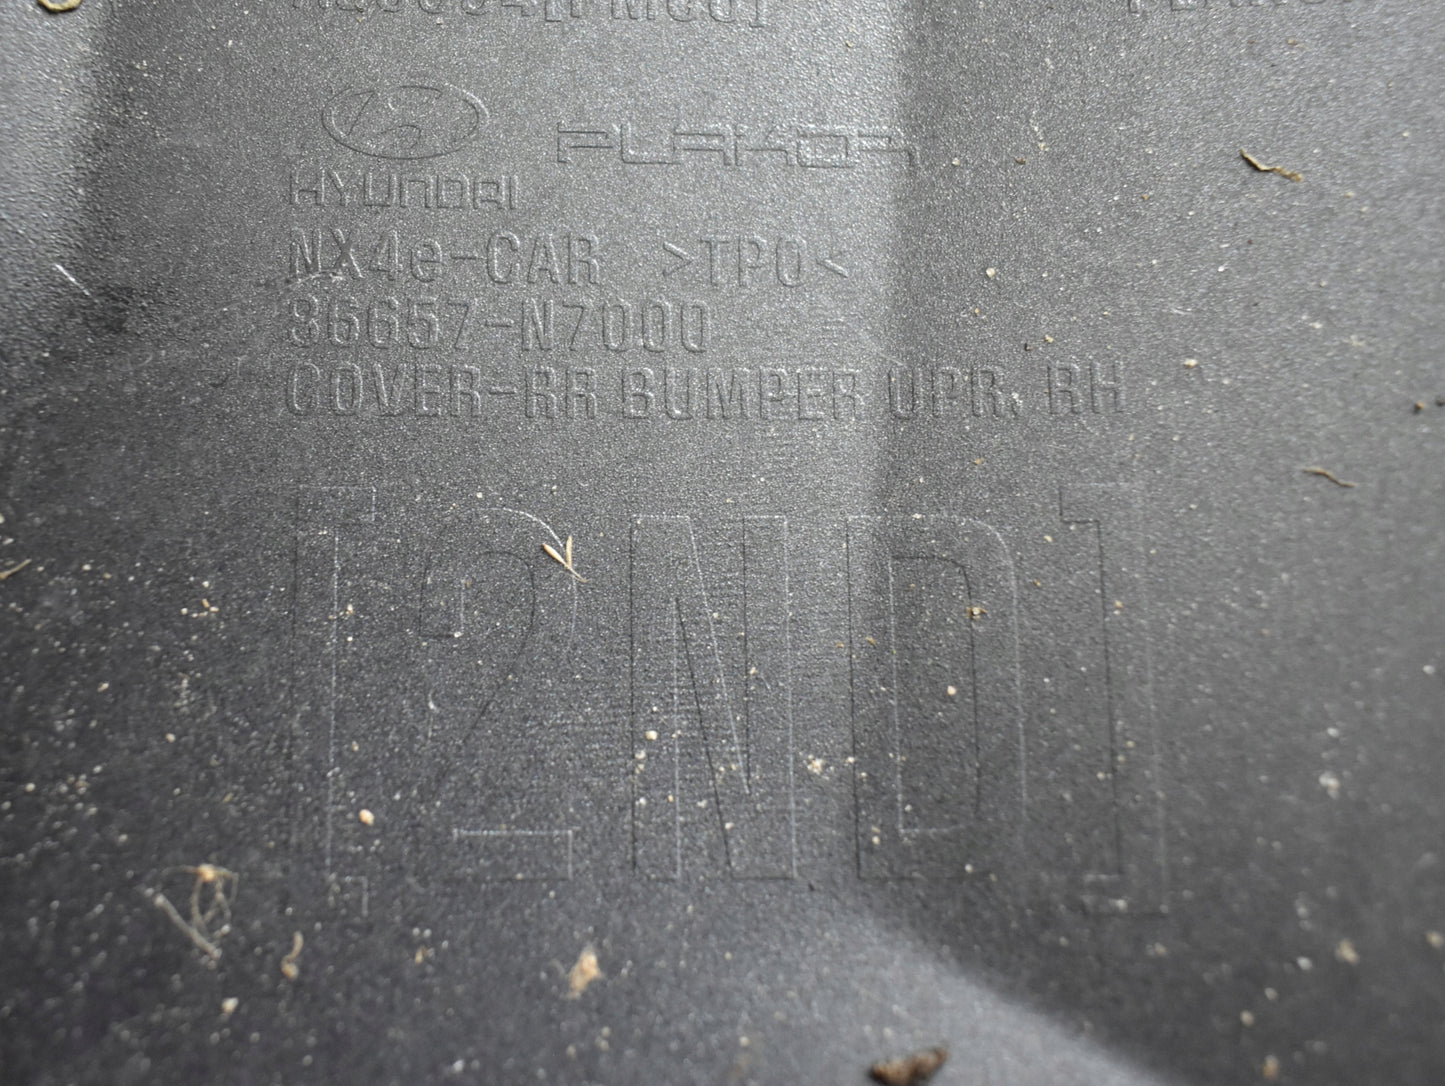 PLAKOR
HYUNDAI
NX4e-CAR >TPO<
86657-N7000
COVER-RR BUMPER UPR, RH
[2ND]